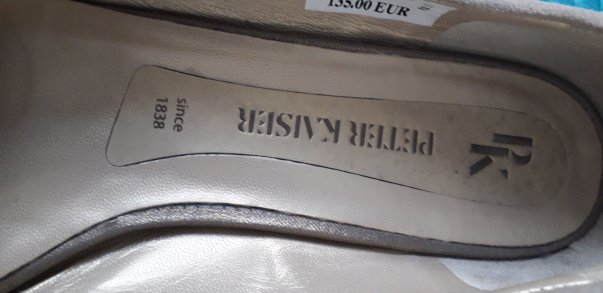 135.00 EUR
PK
PETER KAISER
since
1838